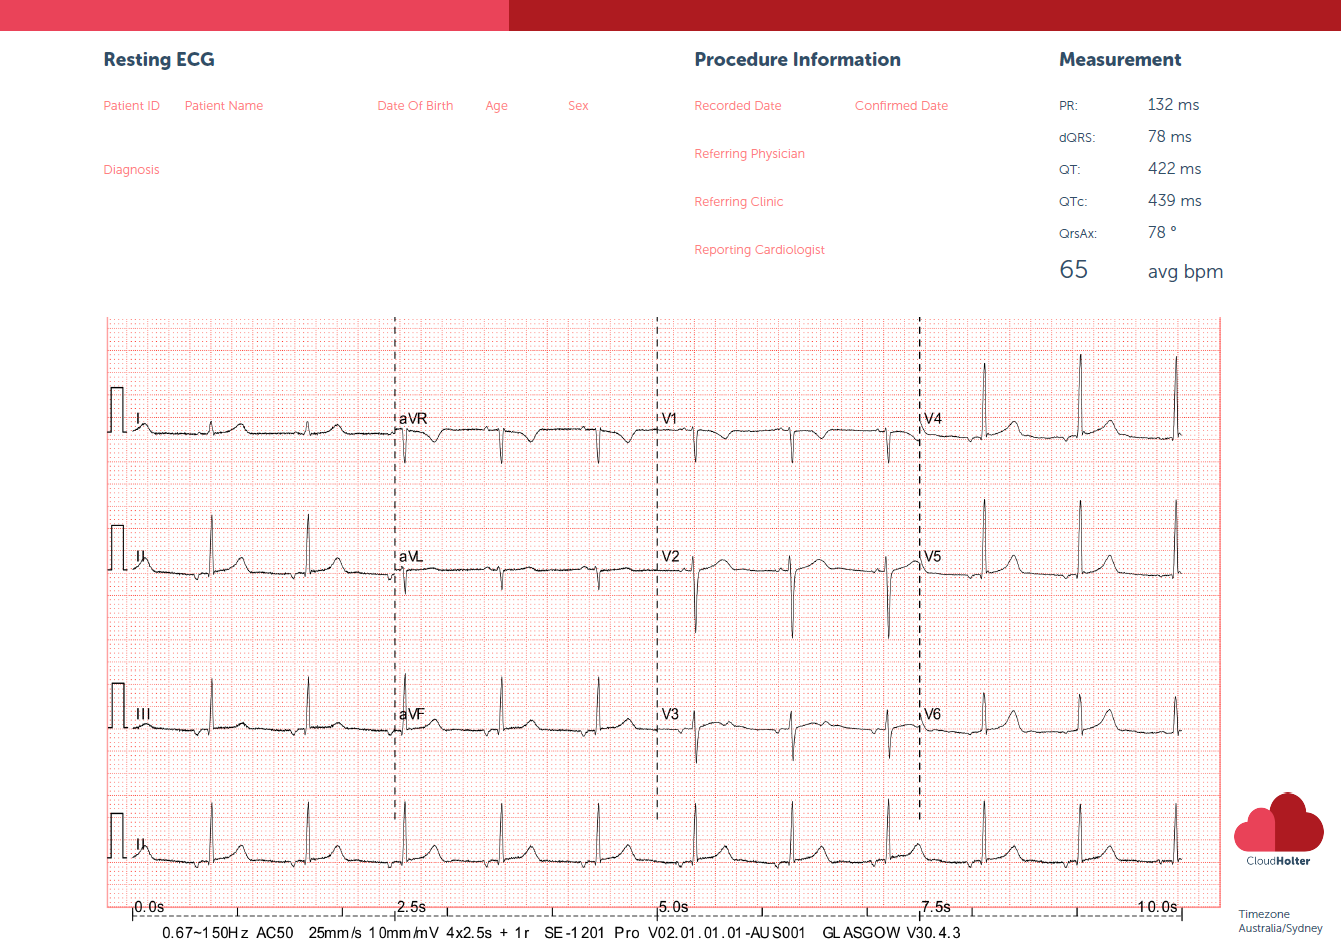 Resting ECG
Procedure Information
Measurement
Patient ID Patient Name Date Of Birth Age Sex
Recorded Date Confirmed Date
PR: 132 ms
dQRS: 78 ms
Referring Physician
Diagnosis
QT: 422 ms
Referring Clinic
QTc: 439 ms
QrsAx: 78 °
Reporting Cardiologist
65 avg bpm
I aVR V1 V4
II aVL V2 V5
III aVF V3 V6
II
CloudHolter
0.0s 2.5s 5.0s 7.5s 10.0s
Timezone
Australia/Sydney
0.67~150Hz AC50 25mm/s 10mm/mV 4x2.5s + 1r SE-1201 Pro V02.01.01.01-AUS001 GLASGOW V30.4.3